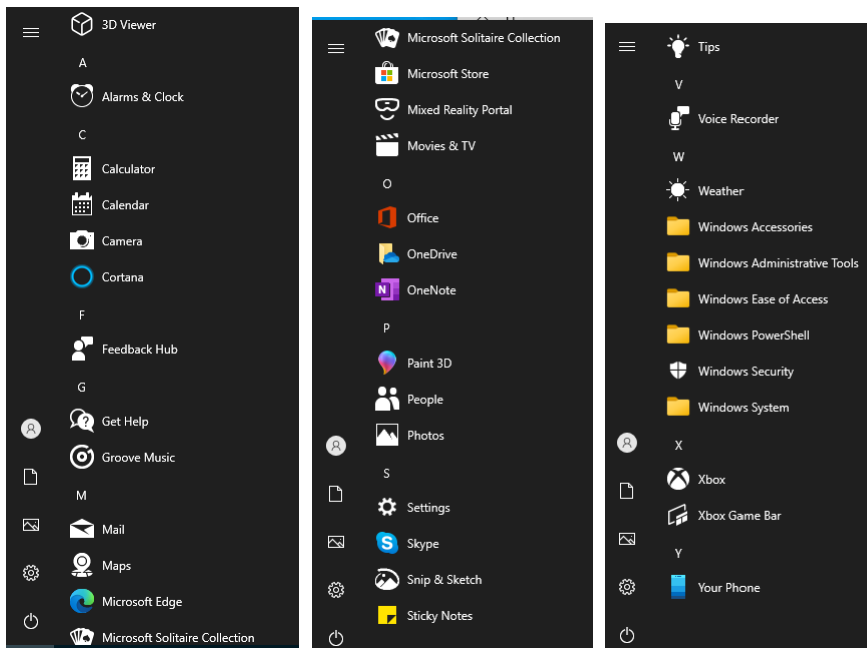 3D Viewer
A
Alarms & Clock
C
Calculator
Calendar
Camera
Cortana
F
Feedback Hub
G
Get Help
Groove Music
M
Mail
Maps
Microsoft Edge
Microsoft Solitaire Collection
Microsoft Solitaire Collection
Microsoft Store
Mixed Reality Portal
Movies & TV
O
Office
OneDrive
OneNote
P
Paint 3D
People
Photos
S
Settings
Skype
Snip & Sketch
Sticky Notes
Tips
V
Voice Recorder
W
Weather
Windows Accessories
Windows Administrative Tools
Windows Ease of Access
Windows PowerShell
Windows Security
Windows System
X
Xbox
Xbox Game Bar
Y
Your Phone